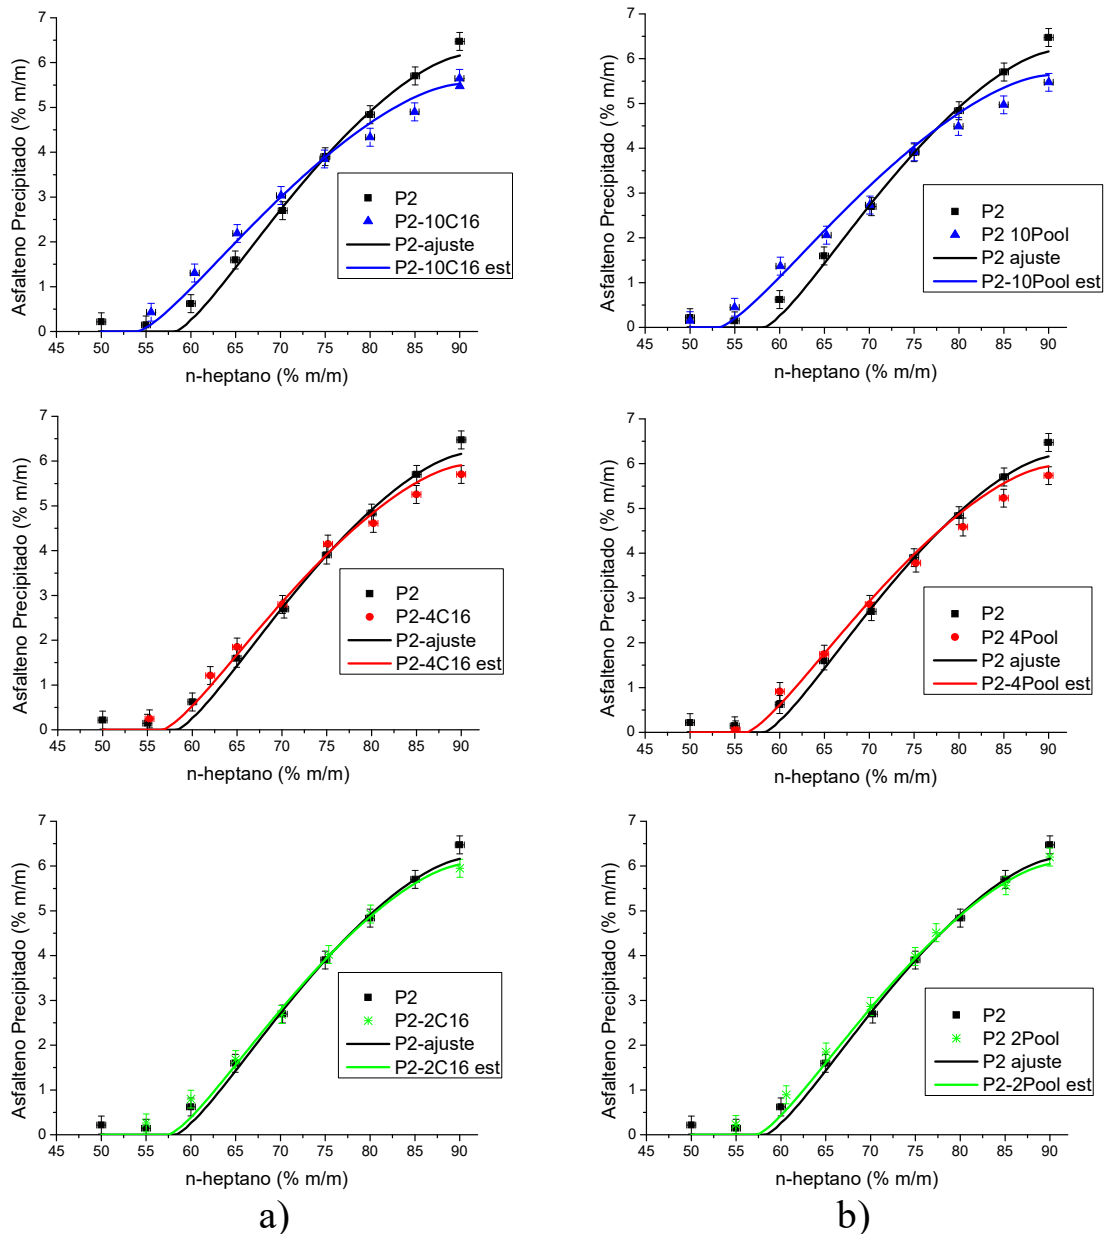 7
6
5
4
3
2
1
0
Asfalteno Precipitado (% m/m)
P2
P2-10C16
P2-ajuste
P2-10C16 est
45 50 55 60 65 70 75 80 85 90
n-heptano (% m/m)
7
6
5
4
3
2
1
0
Asfalteno Precipitado (% m/m)
P2
P2 10Pool
P2 ajuste
P2-10Pool est
45 50 55 60 65 70 75 80 85 90
n-heptano (% m/m)
7
6
5
4
3
2
1
0
Asfalteno Precipitado (% m/m)
P2
P2-4C16
P2-ajuste
P2-4C16 est
45 50 55 60 65 70 75 80 85 90
n-heptano (% m/m)
7
6
5
4
3
2
1
0
Asfalteno Precipitado (% m/m)
P2
P2 4Pool
P2 ajuste
P2-4Pool est
45 50 55 60 65 70 75 80 85 90
n-heptano (% m/m)
7
6
5
4
3
2
1
0
Asfalteno Precipitado (% m/m)
P2
P2-2C16
P2-ajuste
P2-2C16 est
45 50 55 60 65 70 75 80 85 90
n-heptano (% m/m)
a)
7
6
5
4
3
2
1
0
Asfalteno Precipitado (% m/m)
P2
P2 2Pool
P2 ajuste
P2-2Pool est
45 50 55 60 65 70 75 80 85 90
n-heptano (% m/m)
b)